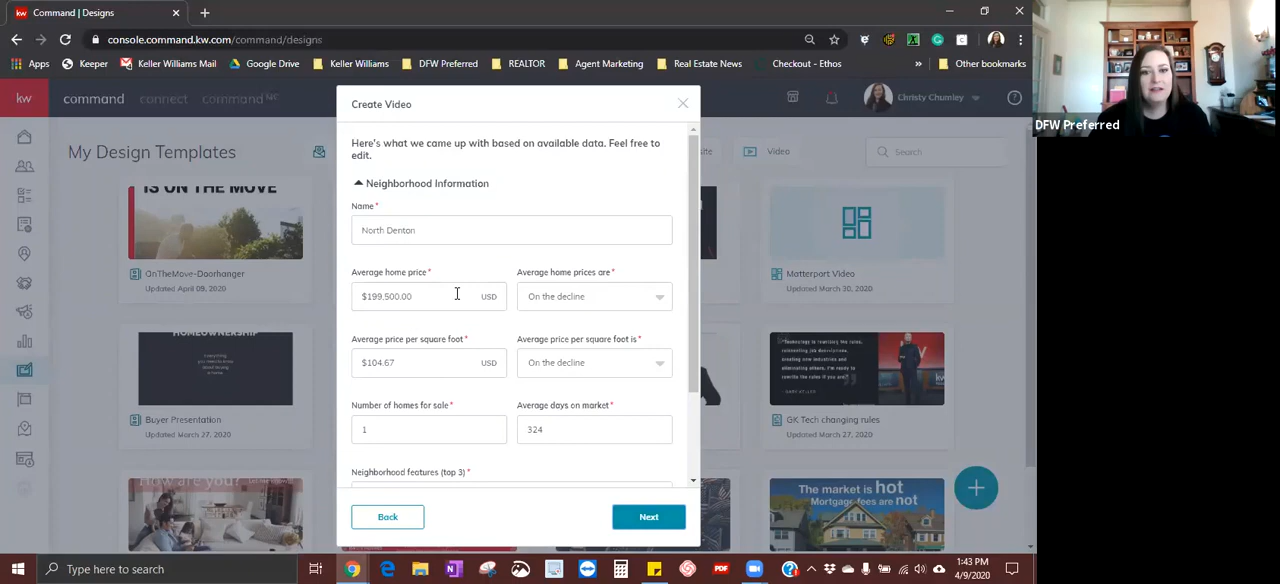 Command | Designs
console.command.kw.com/command/designs
Apps Keeper Keller Williams Mail Google Drive Keller Williams DFW Preferred REALTOR Agent Marketing Real Estate News Checkout - Ethos » Other bookmarks
kw command connect command Christy Chumley
DFW Preferred
My Design Templates
Video
Search
Create Video
Here's what we came up with based on available data. Feel free to
edit.
Neighborhood Information
Name*
North Denton
Average home price* Average home prices are*
$199,500.00 USD On the decline
Average price per square foot* Average price per square foot is*
$104.67 USD On the decline
Number of homes for sale* Average days on market*
1 324
Neighborhood features (top 3)*
Back Next
IS ON THE MOVE
OnTheMove-Doorhanger
Updated April 09, 2020
Matterport Video
Updated March 30, 2020
HOMEOWNERSHIP
Buyer Presentation
Updated March 27, 2020
GK Tech changing rules
Updated March 27, 2020
How are you?
The market is hot
Mortgage fees are not
Type here to search
PDF
1:43 PM
4/9/2020